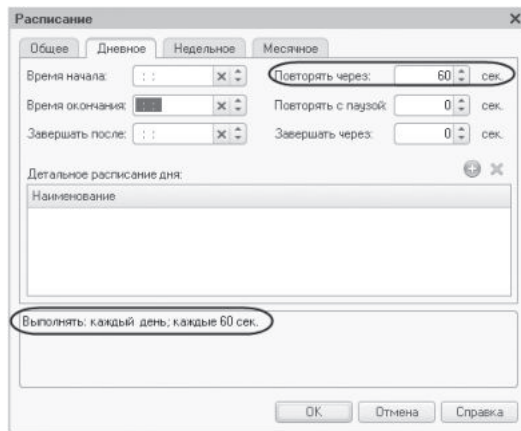 Расписание
Общее Дневное Недельное Месячное
Время начала: : : Повторять через: 60 сек.
Время окончания: : : Повторять с паузой: 0 сек.
Завершать после: : : Завершать через: 0 сек.
Детальное расписание дня:
Наименование
Выполнять: каждый день; каждые 60 сек.
OK Отмена Справка